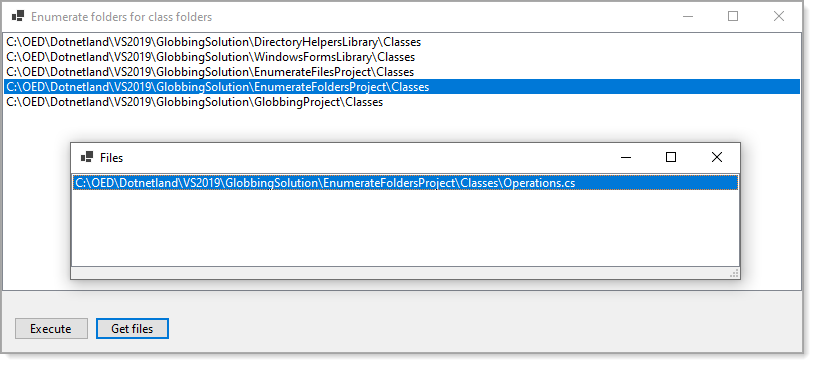 Enumerate folders for class folders
C:\OED\Dotnetland\VS2019\GlobbingSolution\DirectoryHelpersLibrary\Classes
C:\OED\Dotnetland\VS2019\GlobbingSolution\WindowsFormsLibrary\Classes
C:\OED\Dotnetland\VS2019\GlobbingSolution\EnumerateFilesProject\Classes
C:\OED\Dotnetland\VS2019\GlobbingSolution\EnumerateFoldersProject\Classes
C:\OED\Dotnetland\VS2019\GlobbingSolution\GlobbingProject\Classes
Files
C:\OED\Dotnetland\VS2019\GlobbingSolution\EnumerateFoldersProject\Classes\Operations.cs
Execute
Get files